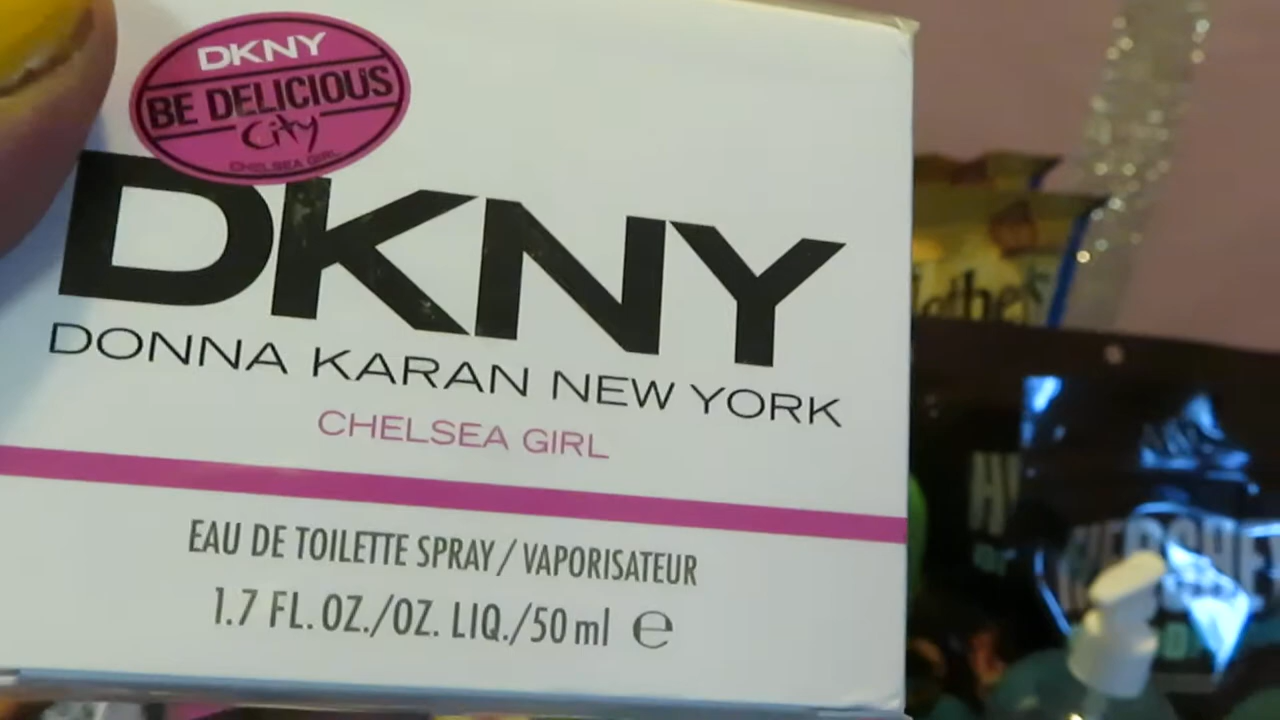 DKNY
BE DELICIOUS
City
CHELSEA GIRL
DKNY
DONNA KARAN NEW YORK
CHELSEA GIRL
EAU DE TOILETTE SPRAY / VAPORISATEUR
1.7 FL. OZ./OZ. LIQ./50 ml ℮